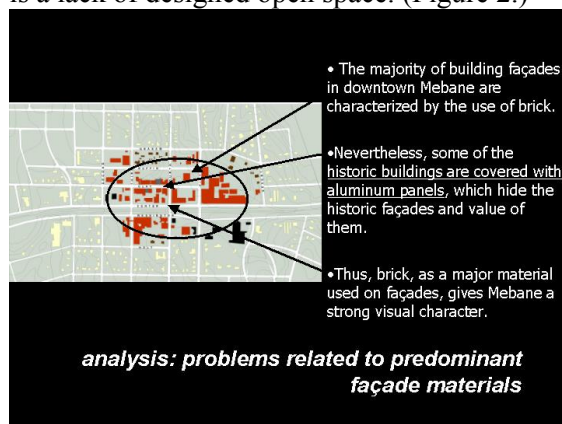 is a lack of designed open space. (Figure 2.)
• The majority of building façades
in downtown Mebane are
characterized by the use of brick.
•Nevertheless, some of the
historic buildings are covered with
aluminum panels, which hide the
historic façades and value of
them.
•Thus, brick, as a major material
used on façades, gives Mebane a
strong visual character.
analysis: problems related to predominant
façade materials